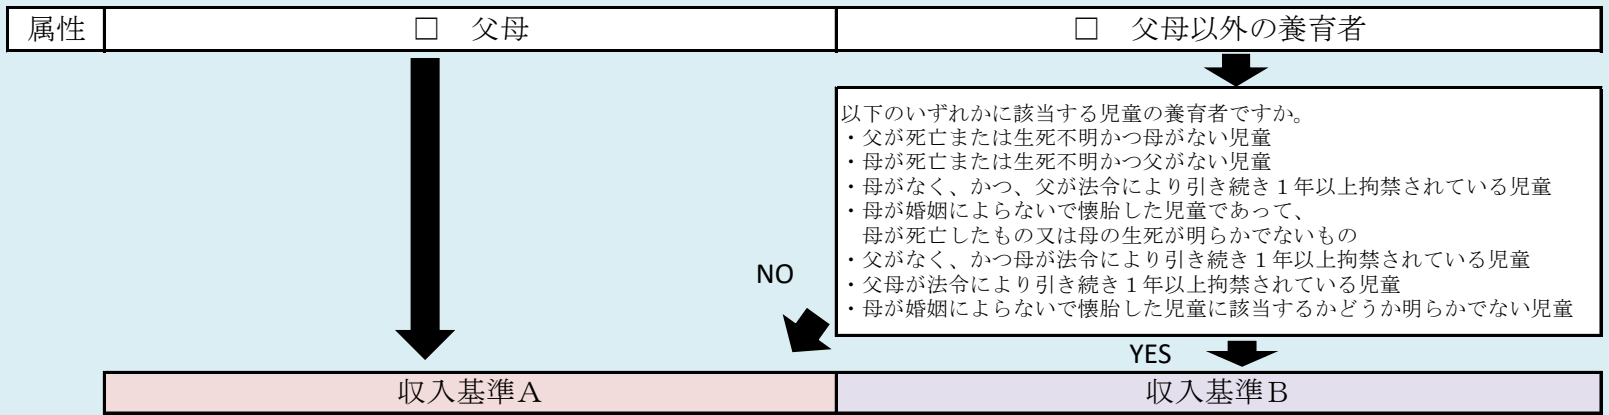 属性
□ 父母
□ 父母以外の養育者
以下のいずれかに該当する児童の養育者ですか。
・父が死亡または生死不明かつ母がない児童
・母が死亡または生死不明かつ父がない児童
・母がなく、かつ、父が法令により引き続き１年以上拘禁されている児童
・母が婚姻によらないで懐胎した児童であって、
母が死亡したもの又は母の生死が明らかでないもの
・父がなく、かつ母が法令により引き続き１年以上拘禁されている児童
・父母が法令により引き続き１年以上拘禁されている児童
・母が婚姻によらないで懐胎した児童に該当するかどうか明らかでない児童
NO
YES
収入基準Ａ
収入基準Ｂ